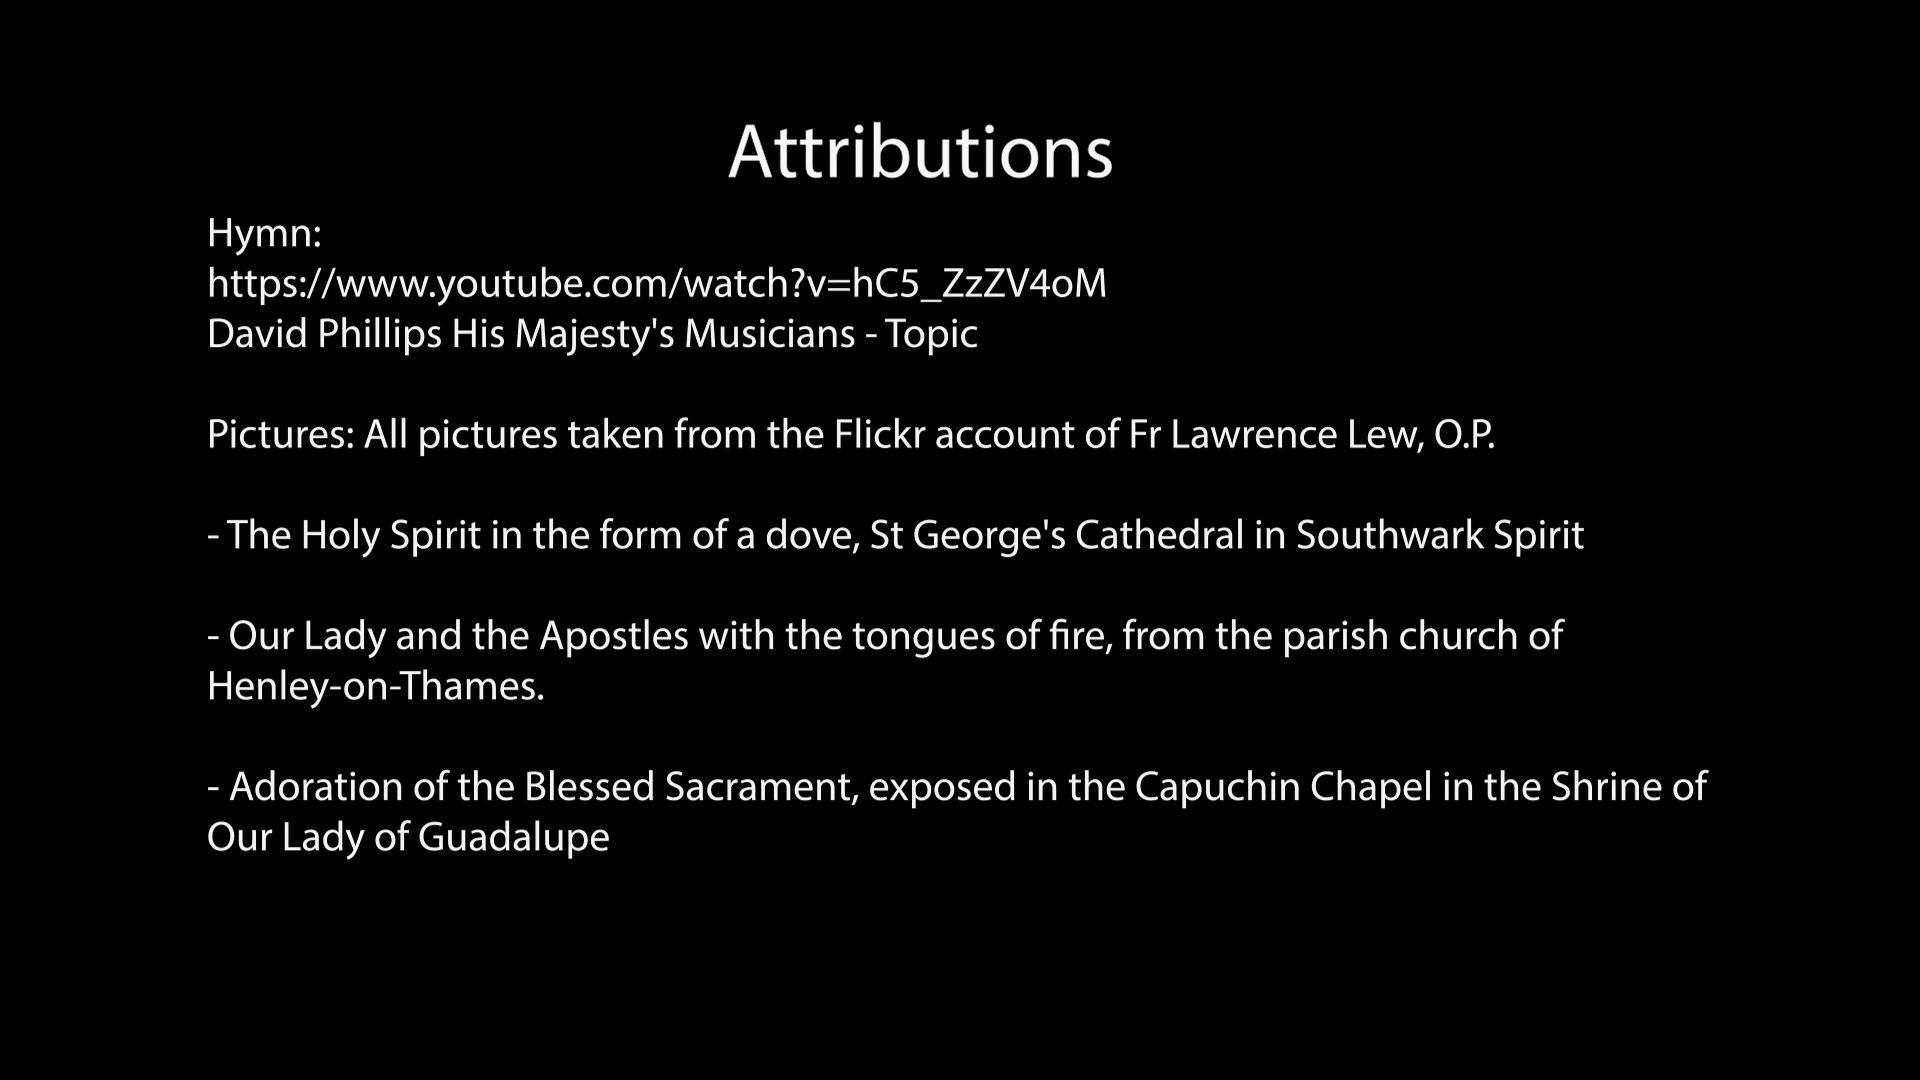 Attributions
Hymn:
https://www.youtube.com/watch?v=hC5_ZzZV4oM
David Phillips His Majesty's Musicians - Topic
Pictures: All pictures taken from the Flickr account of Fr Lawrence Lew, O.P.
- The Holy Spirit in the form of a dove, St George's Cathedral in Southwark Spirit
- Our Lady and the Apostles with the tongues of fire, from the parish church of
Henley-on-Thames.
- Adoration of the Blessed Sacrament, exposed in the Capuchin Chapel in the Shrine of
Our Lady of Guadalupe